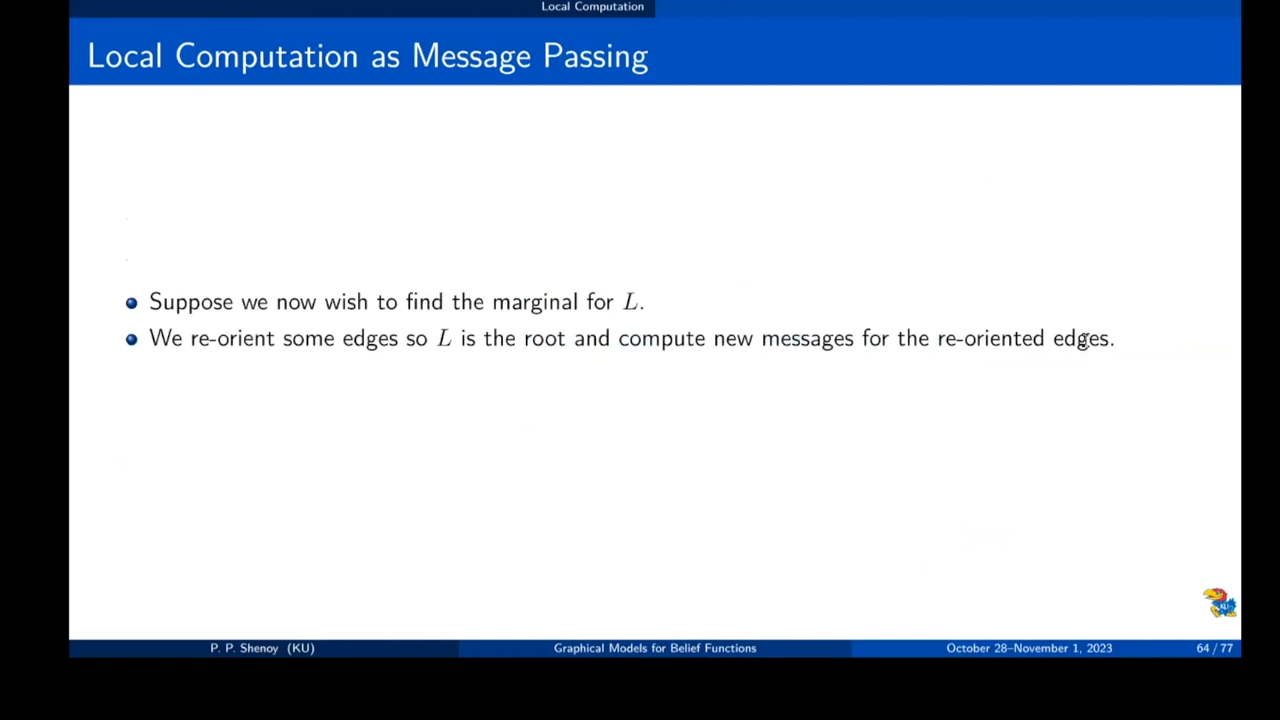 Local Computation
Local Computation as Message Passing
Suppose we now wish to find the marginal for L.
We re-orient some edges so L is the root and compute new messages for the re-oriented edges.
KU
P. P. Shenoy (KU) Graphical Models for Belief Functions October 28–November 1, 2023 64 / 77